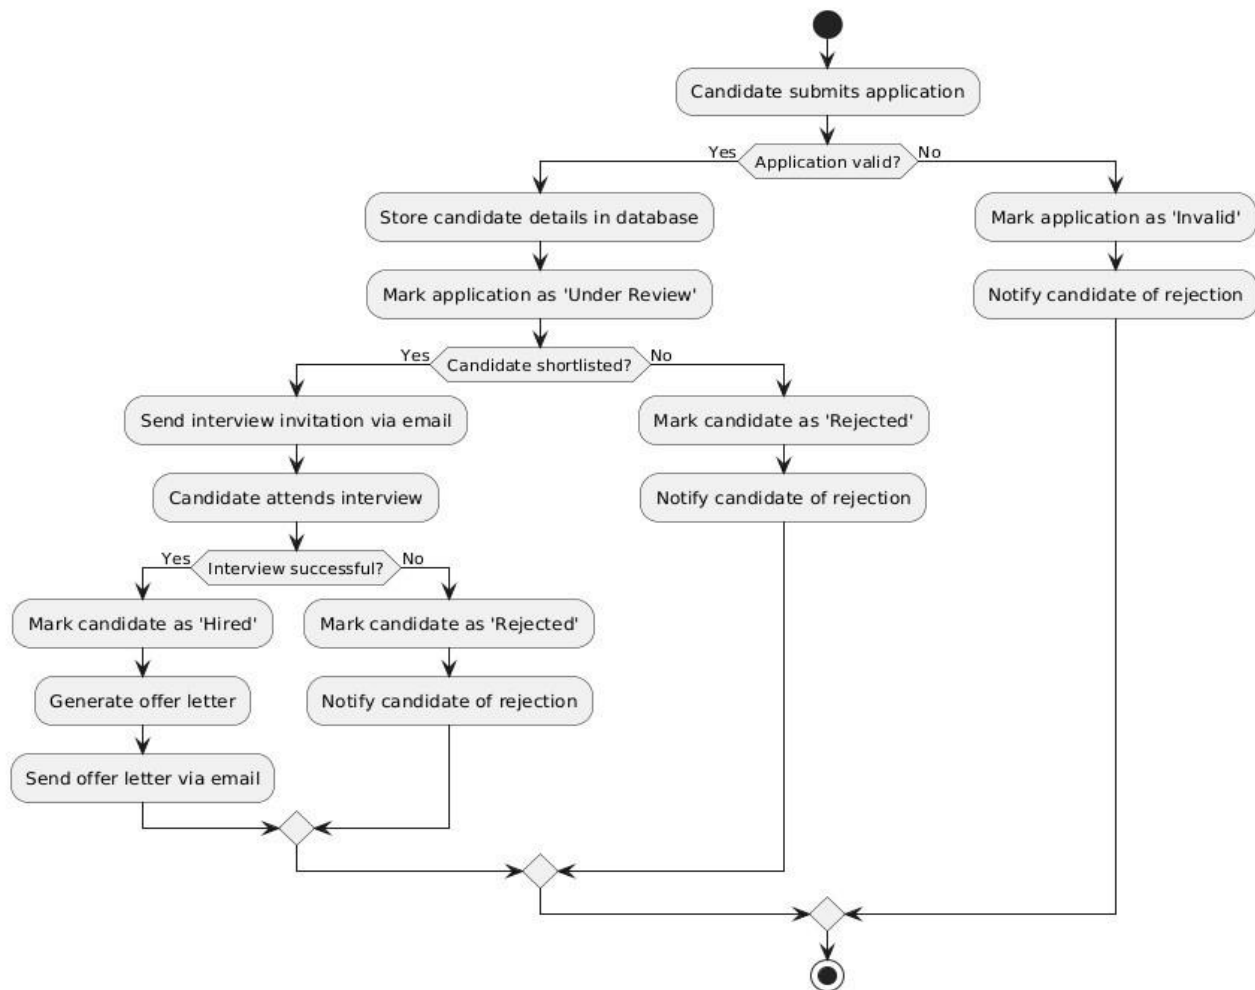 Candidate submits application
Yes
Application valid?
No
Store candidate details in database
Mark application as 'Invalid'
Mark application as 'Under Review'
Notify candidate of rejection
Yes
Candidate shortlisted?
No
Send interview invitation via email
Mark candidate as 'Rejected'
Candidate attends interview
Notify candidate of rejection
Yes
Interview successful?
No
Mark candidate as 'Hired'
Mark candidate as 'Rejected'
Generate offer letter
Notify candidate of rejection
Send offer letter via email